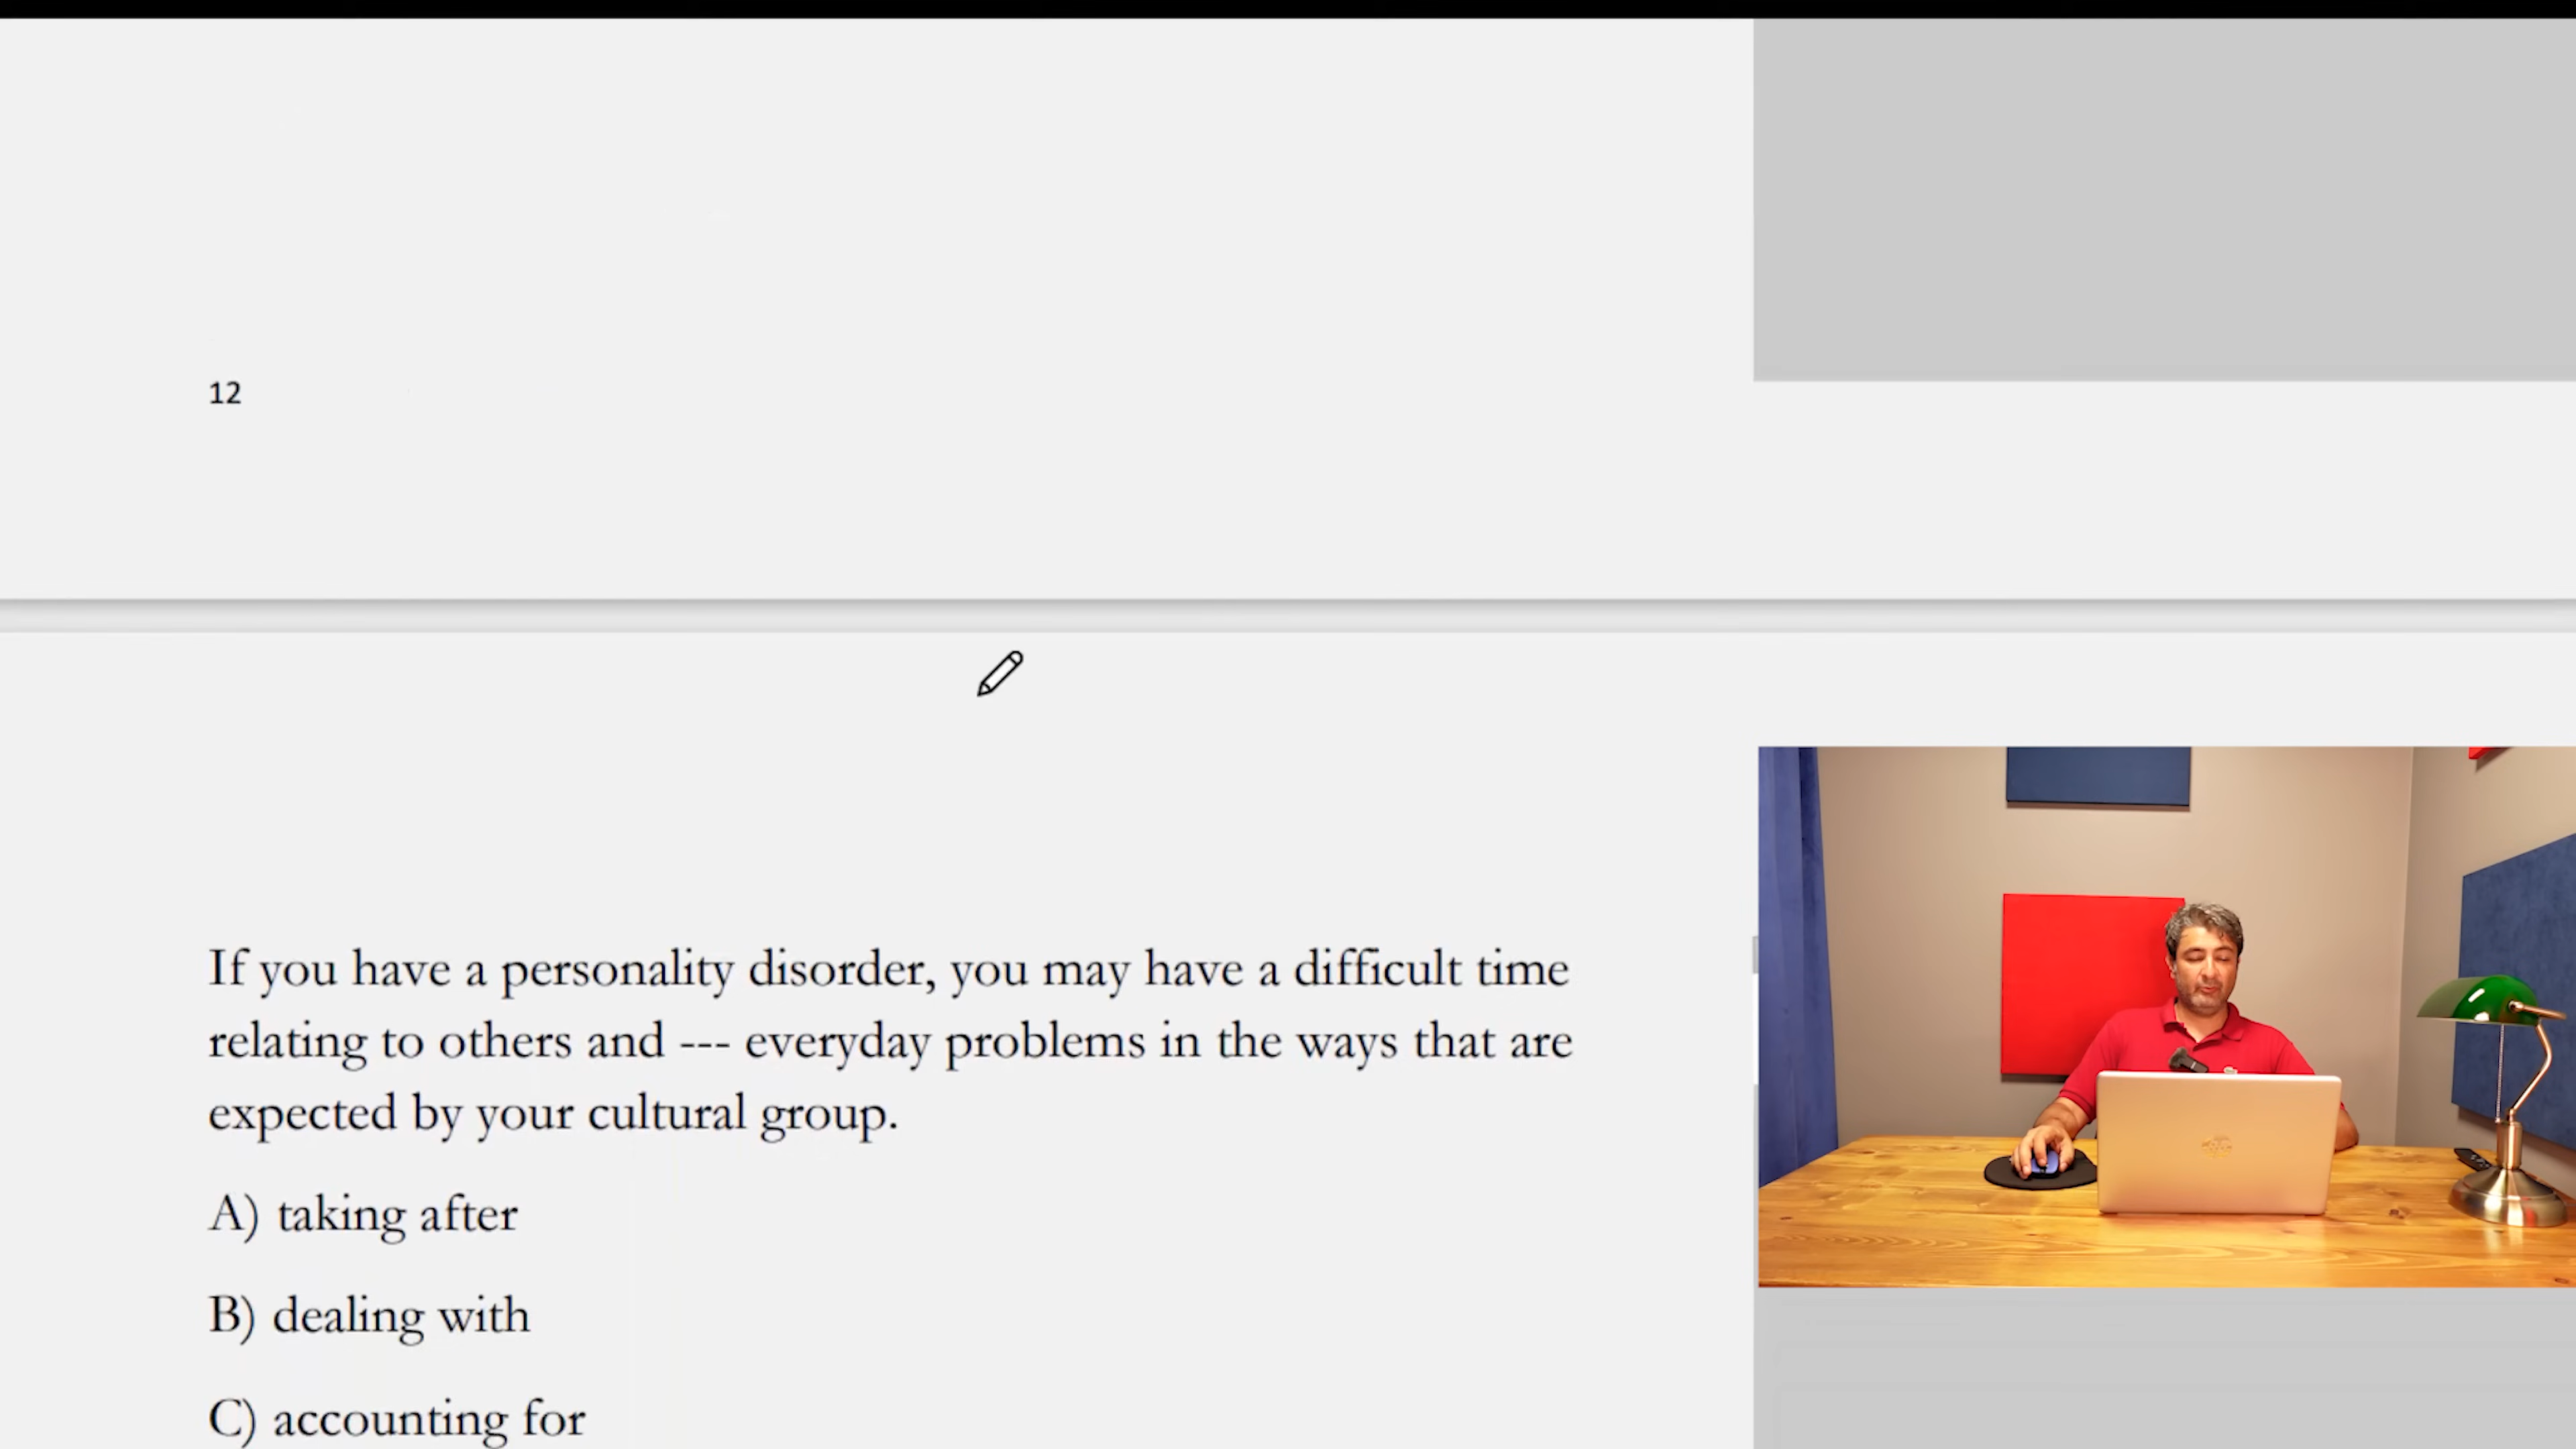 12
If you have a personality disorder, you may have a difficult time
relating to others and --- everyday problems in the ways that are
expected by your cultural group.
A) taking after
B) dealing with
C) accounting for